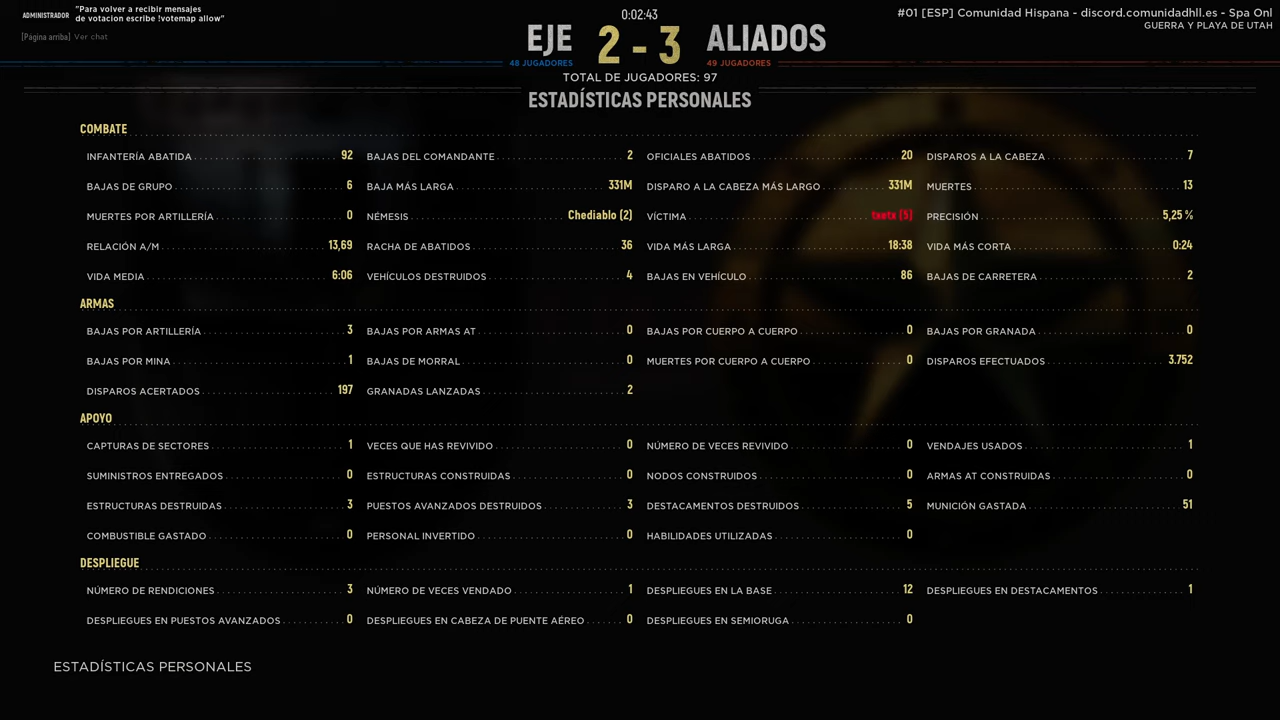 ADMINISTRADOR "Para volver a recibir mensajes
de votacion escribe !votemap allow"
[Página arriba] Ver chat
0:02:43
EJE 2 - 3 ALIADOS
48 JUGADORES 49 JUGADORES
TOTAL DE JUGADORES: 97
#01 [ESP] Comunidad Hispana - discord.comunidadhll.es - Spa Onl
GUERRA Y PLAYA DE UTAH
ESTADÍSTICAS PERSONALES
COMBATE
INFANTERÍA ABATIDA 92 BAJAS DEL COMANDANTE 2 OFICIALES ABATIDOS 20 DISPAROS A LA CABEZA 7
BAJAS DE GRUPO 6 BAJA MÁS LARGA 331M DISPARO A LA CABEZA MÁS LARGO 331M MUERTES 13
MUERTES POR ARTILLERÍA 0 NÉMESIS Chediablo (2) VÍCTIMA (5) PRECISIÓN 5,25 %
RELACIÓN A/M 13,69 RACHA DE ABATIDOS 36 VIDA MÁS LARGA 18:38 VIDA MÁS CORTA 0:24
VIDA MEDIA 6:06 VEHÍCULOS DESTRUIDOS 4 BAJAS EN VEHÍCULO 86 BAJAS DE CARRETERA 2
ARMAS
BAJAS POR ARTILLERÍA 3 BAJAS POR ARMAS AT 0 BAJAS POR CUERPO A CUERPO 0 BAJAS POR GRANADA 0
BAJAS POR MINA 1 BAJAS DE MORRAL 0 MUERTES POR CUERPO A CUERPO 0 DISPAROS EFECTUADOS 3.752
DISPAROS ACERTADOS 197 GRANADAS LANZADAS 2
APOYO
CAPTURAS DE SECTORES 1 VECES QUE HAS REVIVIDO 0 NÚMERO DE VECES REVIVIDO 0 VENDAJES USADOS 1
SUMINISTROS ENTREGADOS 0 ESTRUCTURAS CONSTRUIDAS 0 NODOS CONSTRUIDOS 0 ARMAS AT CONSTRUIDAS 0
ESTRUCTURAS DESTRUIDAS 3 PUESTOS AVANZADOS DESTRUIDOS 3 DESTACAMENTOS DESTRUIDOS 5 MUNICIÓN GASTADA 51
COMBUSTIBLE GASTADO 0 PERSONAL INVERTIDO 0 HABILIDADES UTILIZADAS 0
DESPLIEGUE
NÚMERO DE RENDICIONES 3 NÚMERO DE VECES VENDADO 1 DESPLIEGUES EN LA BASE 12 DESPLIEGUES EN DESTACAMENTOS 1
DESPLIEGUES EN PUESTOS AVANZADOS 0 DESPLIEGUES EN CABEZA DE PUENTE AÉREO 0 DESPLIEGUES EN SEMIORUGA 0
ESTADÍSTICAS PERSONALES